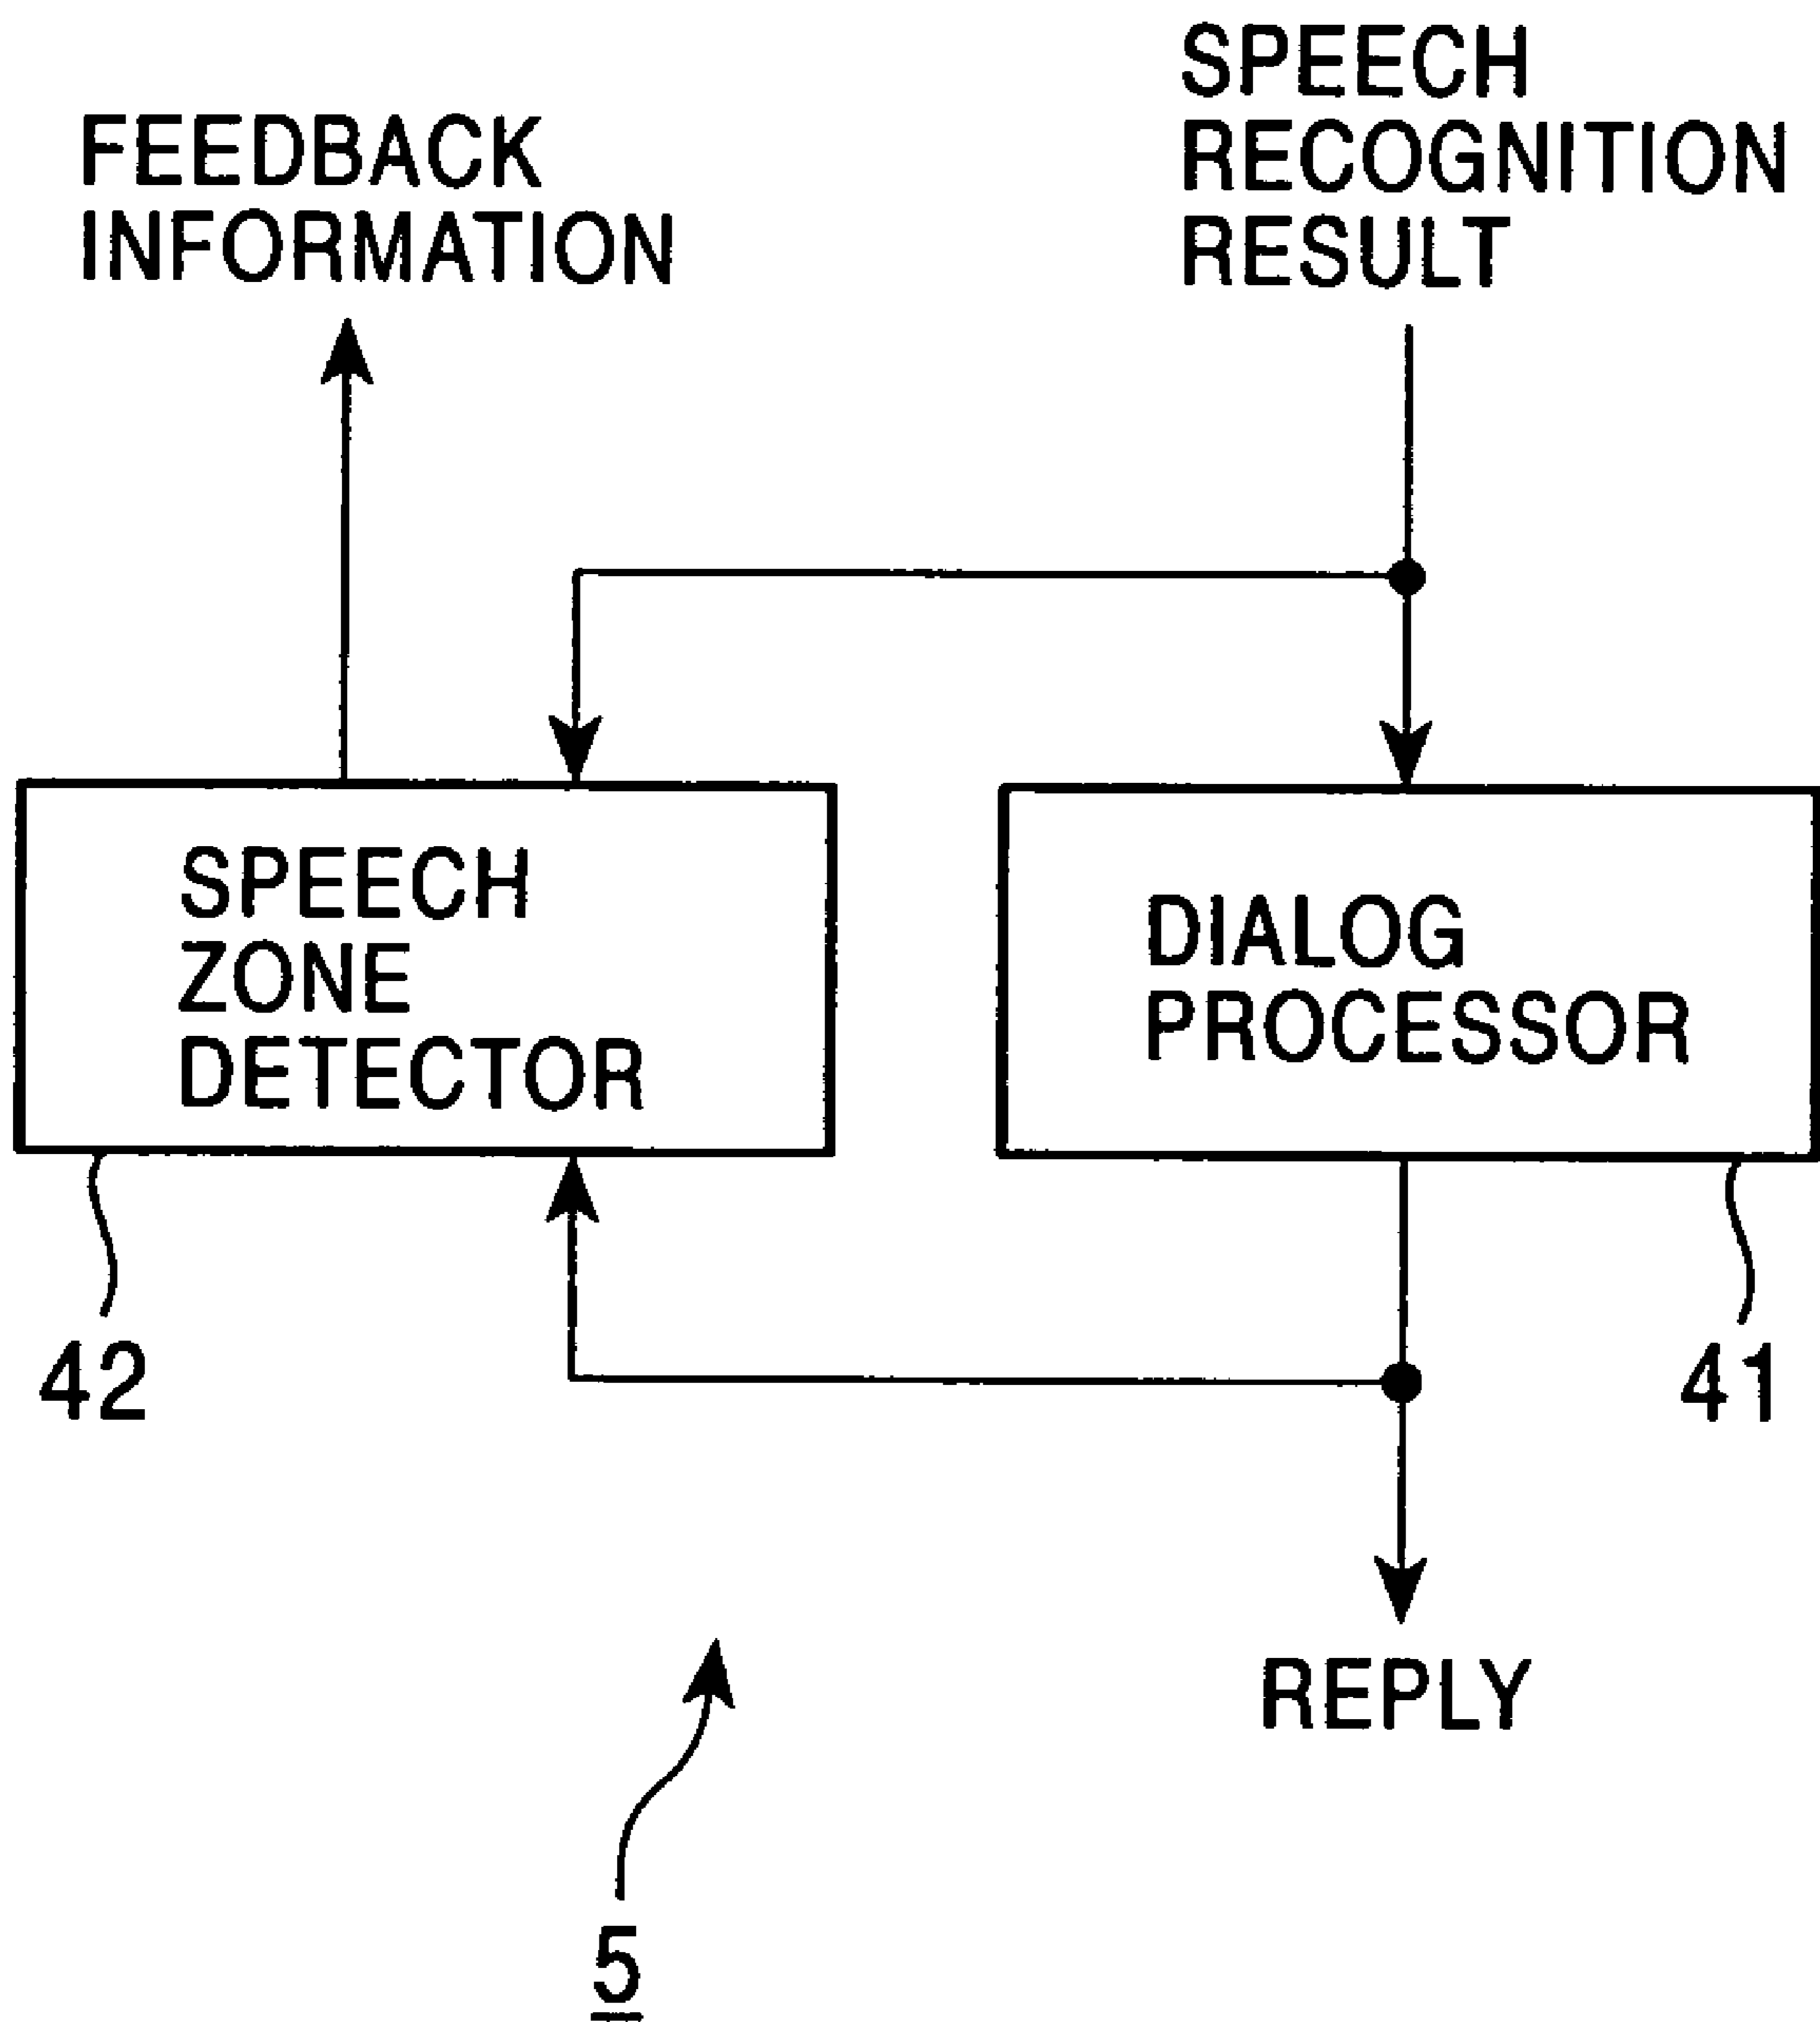 FEEDBACK
INFORMATION
SPEECH
RECOGNITION
RESULT
SPEECH
ZONE
DETECTOR
DIALOG
PROCESSOR
42
41
REPLY
5